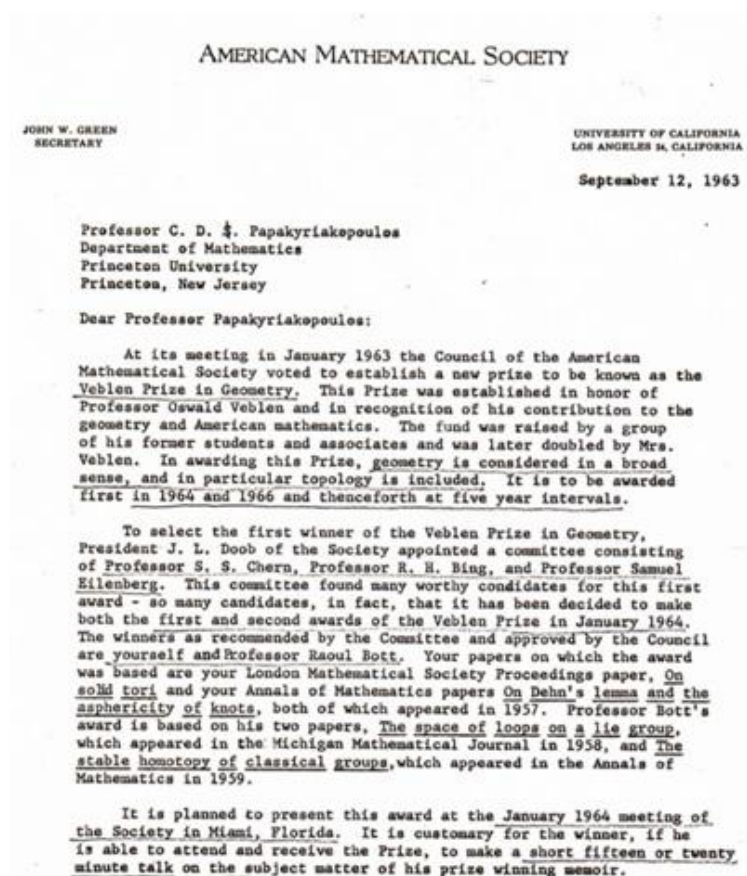 AMERICAN MATHEMATICAL SOCIETY
JOHN W. GREEN
SECRETARY
UNIVERSITY OF CALIFORNIA
LOS ANGELES 24, CALIFORNIA
September 12, 1963
Professor C. D. $. Papakyriakopoulos
Department of Mathematics
Princeton University
Princeton, New Jersey
Dear Professor Papakyriakopoulos:
At its meeting in January 1963 the Council of the American
Mathematical Society voted to establish a new prize to be known as the
Veblen Prize in Geometry. This Prize was established in honor of
Professor Oswald Veblen and in recognition of his contribution to the
geometry and American mathematics. The fund was raised by a group
of his former students and associates and was later doubled by Mrs.
Veblen. In awarding this Prize, geometry is considered in a broad
sense, and in particular topology is included. It is to be awarded
first in 1964 and 1966 and thenceforth at five year intervals.
To select the first winner of the Veblen Prize in Geometry,
President J. L. Doob of the Society appointed a committee consisting
of Professor S. S. Chern, Professor R. H. Bing, and Professor Samuel
Eilenberg. This committee found many worthy condidates for this first
award - so many candidates, in fact, that it has been decided to make
both the first and second awards of the Veblen Prize in January 1964.
The winners as recommended by the Committee and approved by the Council
are yourself and Professor Raoul Bott. Your papers on which the award
was based are your London Mathematical Society Proceedings paper, On
solid tori and your Annals of Mathematics papers On Dehn's lemma and the
asphericity of knots, both of which appeared in 1957. Professor Bott's
award is based on his two papers, The space of loops on a lie group,
which appeared in the Michigan Mathematical Journal in 1958, and The
stable homotopy of classical groups, which appeared in the Annals of
Mathematics in 1959.
It is planned to present this award at the January 1964 meeting of
the Society in Miami, Florida. It is customary for the winner, if he
is able to attend and receive the Prize, to make a short fifteen or twenty
minute talk on the subject matter of his prize winning memoir.